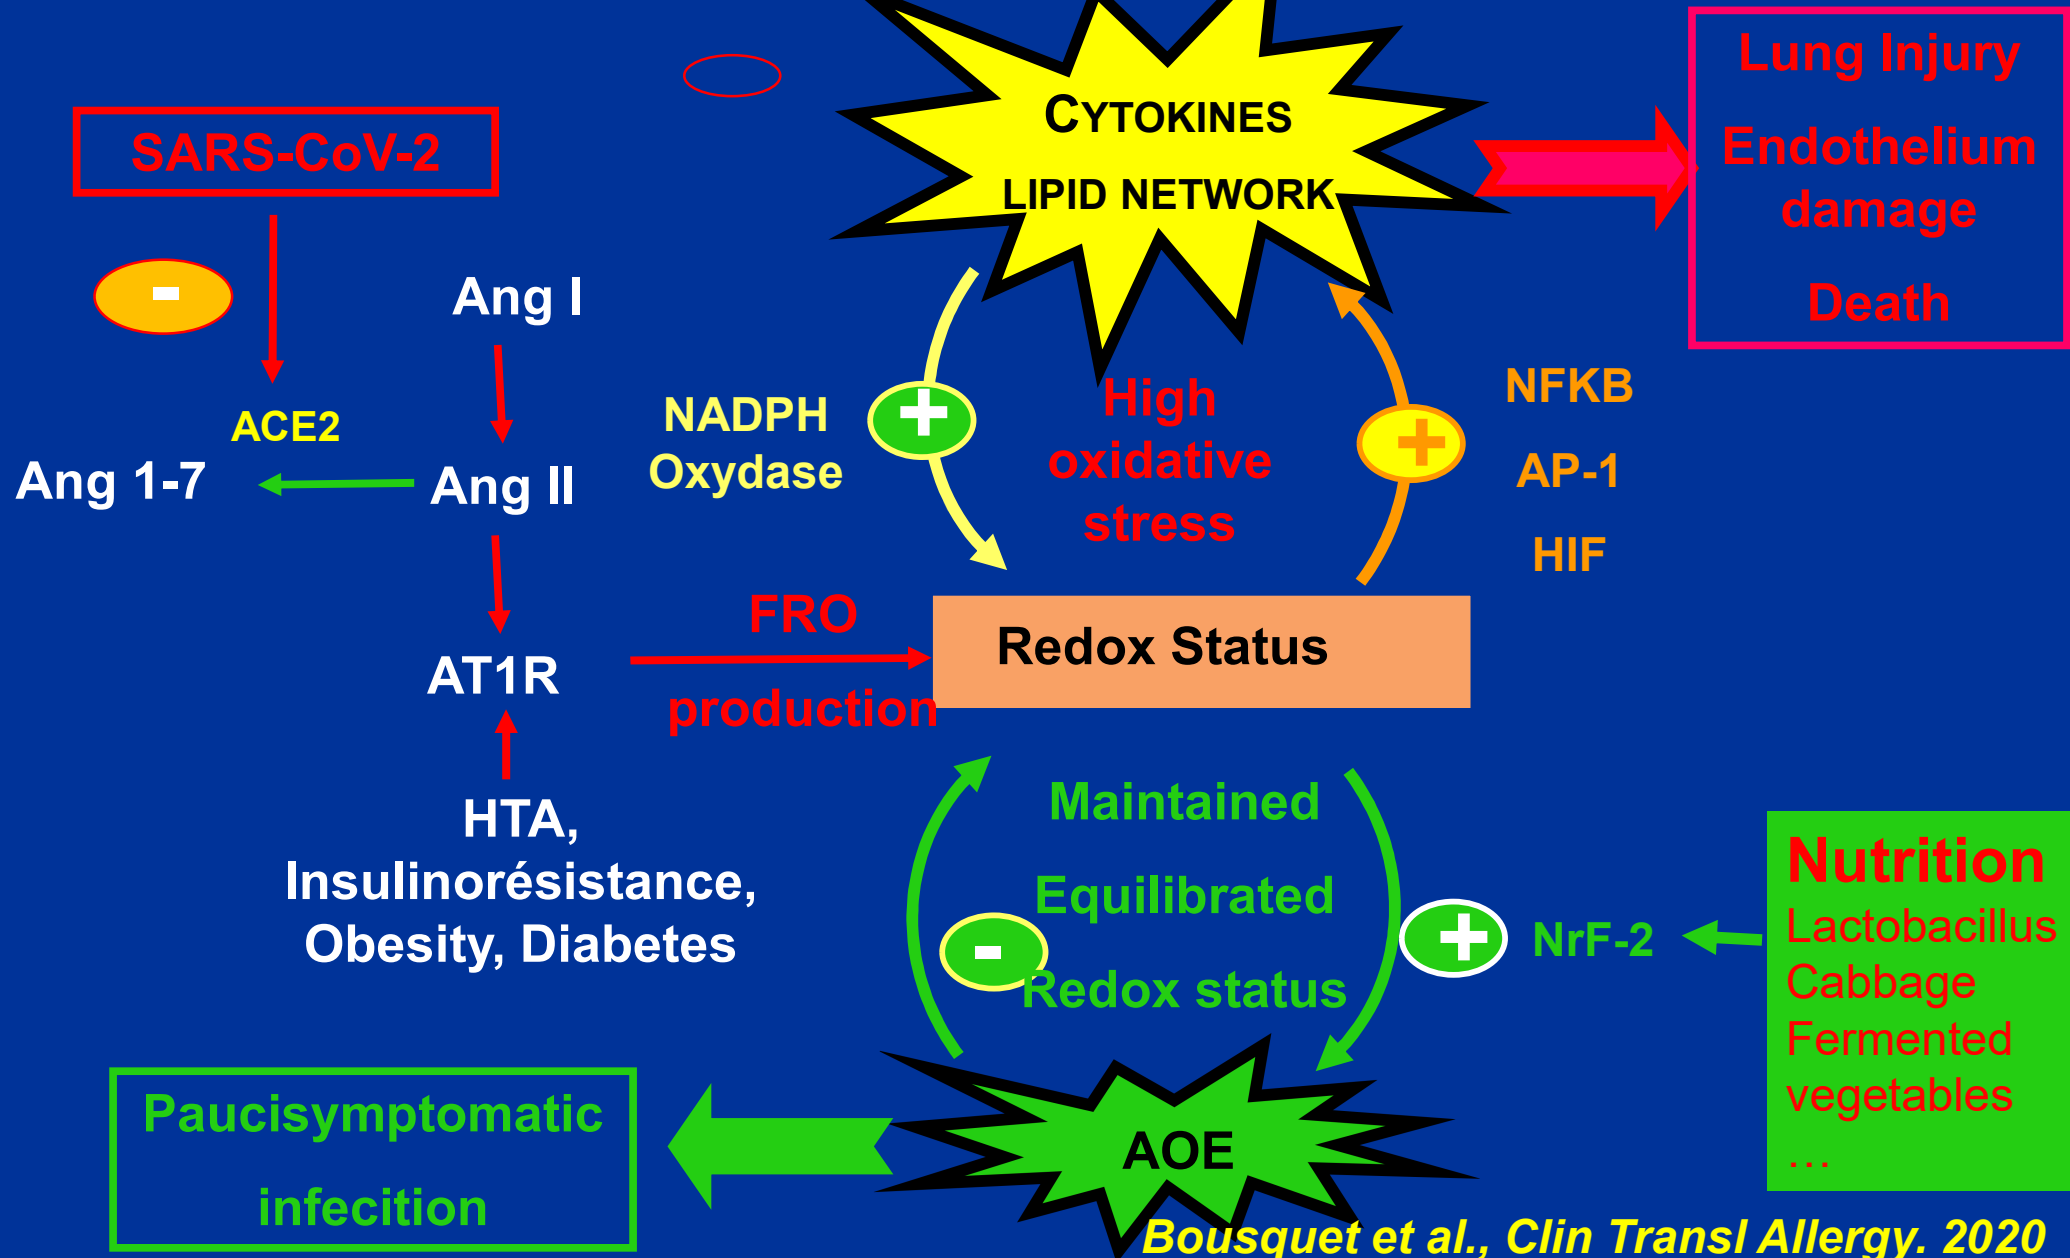 SARS-CoV-2
-
Ang I
ACE2
Ang 1-7
Ang II
AT1R
HTA,
Insulinorésistance,
Obesity, Diabetes
CYTOKINES
LIPID NETWORK
NADPH
Oxydase
+
High
oxidative
stress
+
NFKB
AP-1
HIF
Lung Injury
Endothelium
damage
Death
FRO
production
Redox Status
Maintained
Equilibrated
Redox status
-
+
NrF-2
Nutrition
Lactobacillus
Cabbage
Fermented
vegetables
…
AOE
Paucisymptomatic
infecition
Bousquet et al., Clin Transl Allergy. 2020